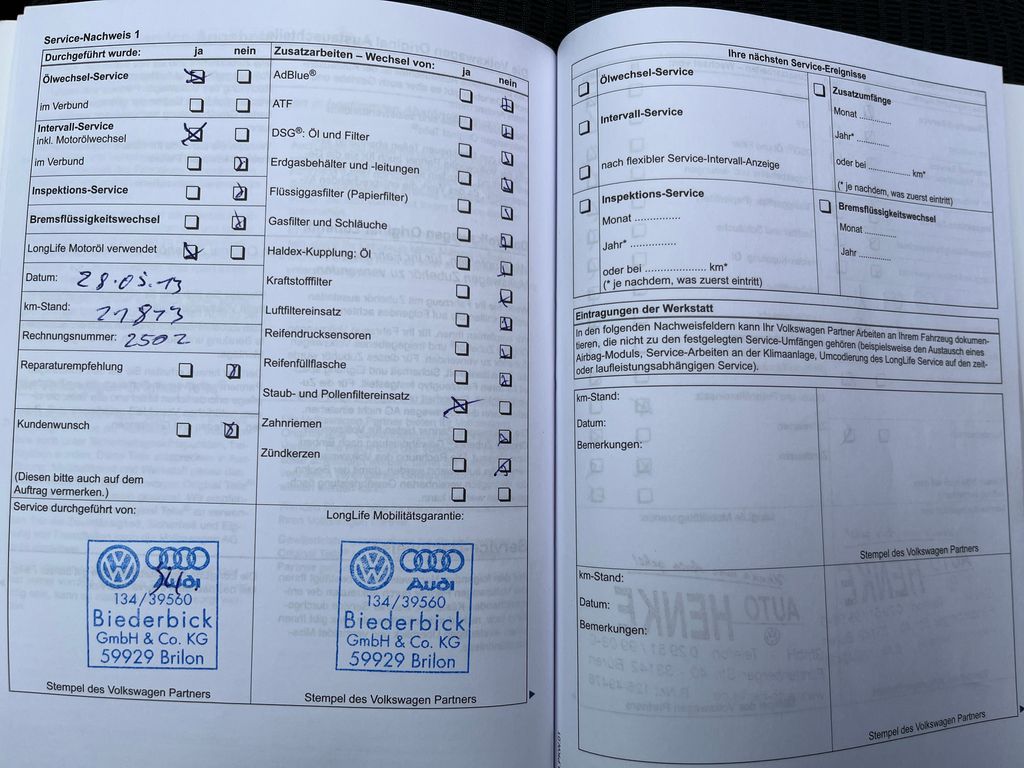 Service-Nachweis 1
Durchgeführt wurde: ja nein
Ölwechsel-Service
im Verbund
Intervall-Service
inkl. Motorölwechsel
im Verbund
Inspektions-Service
Bremsflüssigkeitswechsel
LongLife Motoröl verwendet
Datum: 28.05.13
km-Stand: 21873
Rechnungsnummer: 2502
Reparaturempfehlung
Kundenwunsch
(Diesen bitte auch auf dem
Auftrag vermerken.)
Zusatzarbeiten – Wechsel von: ja nein
AdBlue®
ATF
DSG®: Öl und Filter
Erdgasbehälter und -leitungen
Flüssiggasfilter (Papierfilter)
Gasfilter und Schläuche
Haldex-Kupplung: Öl
Kraftstofffilter
Luftfiltereinsatz
Reifendrucksensoren
Reifenfüllflasche
Staub- und Pollenfiltereinsatz
Zahnriemen
Zündkerzen
Service durchgeführt von:
Audi
134/39560
Biederbick
GmbH & Co. KG
59929 Brilon
Stempel des Volkswagen Partners
LongLife Mobilitätsgarantie:
Audi
134/39560
Biederbick
GmbH & Co. KG
59929 Brilon
Stempel des Volkswagen Partners
Ihre nächsten Service-Ereignisse
Ölwechsel-Service
Intervall-Service
nach flexibler Service-Intervall-Anzeige
Inspektions-Service
Monat ...............
Jahr* ...............
oder bei .................... km*
(* je nachdem, was zuerst eintritt)
Zusatzumfänge
Monat ............
Jahr* ............
oder bei ................ km*
(* je nachdem, was zuerst eintritt)
Bremsflüssigkeitswechsel
Monat ............
Jahr ............
Eintragungen der Werkstatt
In den folgenden Nachweisfeldern kann Ihr Volkswagen Partner Arbeiten an Ihrem Fahrzeug dokumen-
tieren, die nicht zu den festgelegten Service-Umfängen gehören (beispielsweise den Austausch eines
Airbag-Moduls, Service-Arbeiten an der Klimaanlage, Umcodierung des LongLife Service auf den zeit-
oder laufleistungsabhängigen Service).
km-Stand:
Datum:
Bemerkungen:
Stempel des Volkswagen Partners
km-Stand:
Datum:
Bemerkungen:
Stempel des Volkswagen Partners